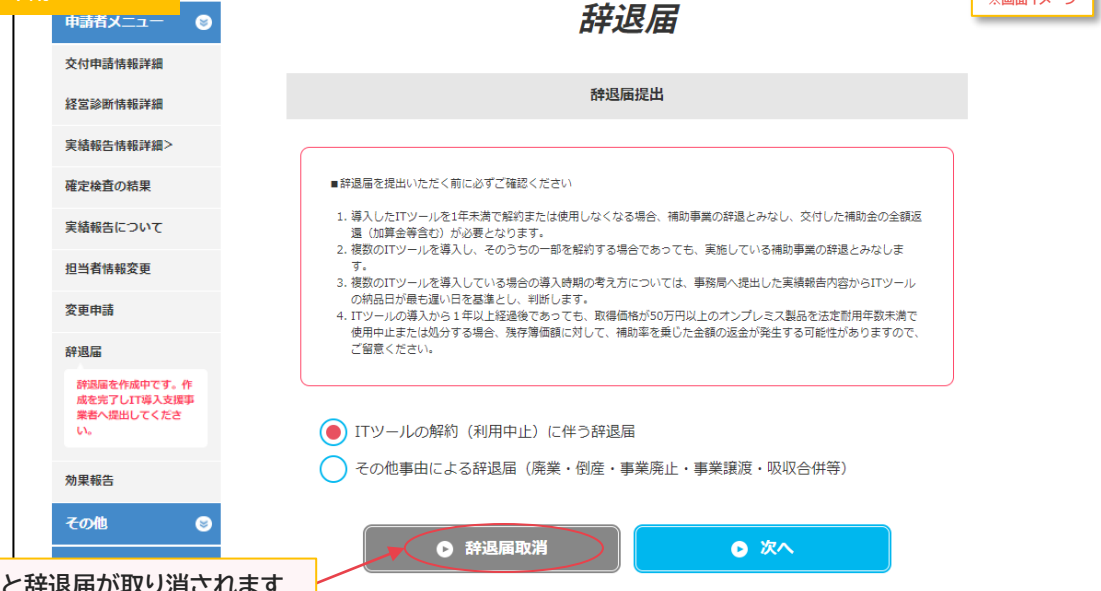 申請者メニュー
※画面イメージ
辞退届
交付申請情報詳細
経営診断情報詳細
実績報告情報詳細>
確定検査の結果
実績報告について
担当者情報変更
変更申請
辞退届
辞退届を作成中です。作
成を完了しIT導入支援事
業者へ提出してくださ
い。
効果報告
その他
辞退届提出
■辞退届を提出いただく前に必ずご確認ください
1. 導入したITツールを1年未満で解約または使用しなくなる場合、補助事業の辞退とみなし、交付した補助金の全額返
還（加算金等含む）が必要となります。
2. 複数のITツールを導入し、そのうちの一部を解約する場合であっても、実施している補助事業の辞退とみなしま
す。
3. 複数のITツールを導入している場合の導入時期の考え方については、事務局へ提出した実績報告内容からITツール
の納品日が最も遅い日を基準とし、判断します。
4. ITツールの導入から１年以上経過後であっても、取得価格が50万円以上のオンプレミス製品を法定耐用年数未満で
使用中止または処分する場合、残存簿価額に対して、補助率を乗じた金額の返金が発生する可能性がありますので、
ご留意ください。
ITツールの解約（利用中止）に伴う辞退届
その他事由による辞退届（廃業・倒産・事業廃止・事業譲渡・吸収合併等）
辞退届取消
次へ
と辞退届が取り消されます